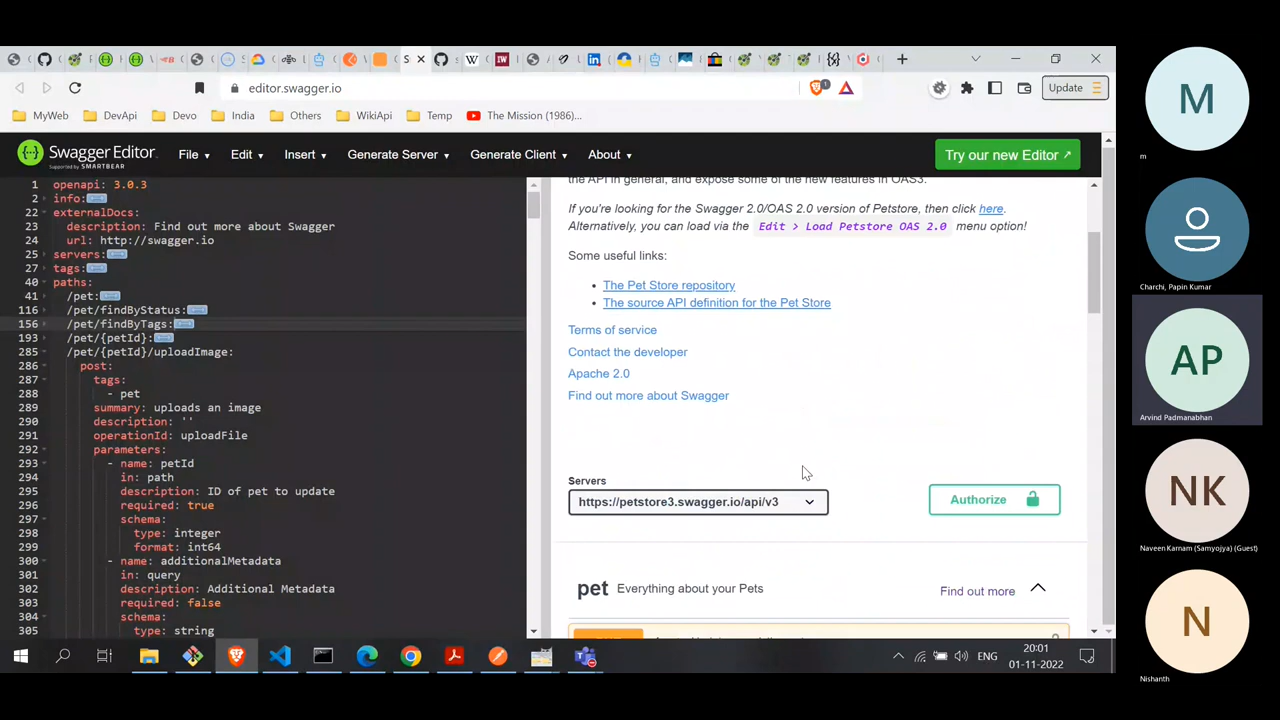 S
W
IW
editor.swagger.io
1
Update
MyWeb
DevApi
Devo
India
Others
WikiApi
Temp
The Mission (1986)...
Swagger Editor
Supported by SMARTBEAR
File
Edit
Insert
Generate Server
Generate Client
About
Try our new Editor
1 openapi: 3.0.3
2 info:
22 externalDocs:
23 description: Find out more about Swagger
24 url: http://swagger.io
25 servers:
27 tags:
40 paths:
41 /pet:
116 /pet/findByStatus:
156 /pet/findByTags:
193 /pet/{petId}:
285 /pet/{petId}/uploadImage:
286 post:
287 tags:
288 - pet
289 summary: uploads an image
290 description: ''
291 operationId: uploadFile
292 parameters:
293 - name: petId
294 in: path
295 description: ID of pet to update
296 required: true
297 schema:
298 type: integer
299 format: int64
300 - name: additionalMetadata
301 in: query
302 description: Additional Metadata
303 required: false
304 schema:
305 type: string
the API in general, and expose some of the new features in OAS3.
If you're looking for the Swagger 2.0/OAS 2.0 version of Petstore, then click here.
Alternatively, you can load via the Edit > Load Petstore OAS 2.0 menu option!
Some useful links:
• The Pet Store repository
• The source API definition for the Pet Store
Terms of service
Contact the developer
Apache 2.0
Find out more about Swagger
Servers
https://petstore3.swagger.io/api/v3
Authorize
pet Everything about your Pets
Find out more
ENG
20:01
01-11-2022
M
m
Charchi, Papin Kumar
AP
Arvind Padmanabhan
NK
Naveen Karnam (Samyojya) (Guest)
N
Nishanth